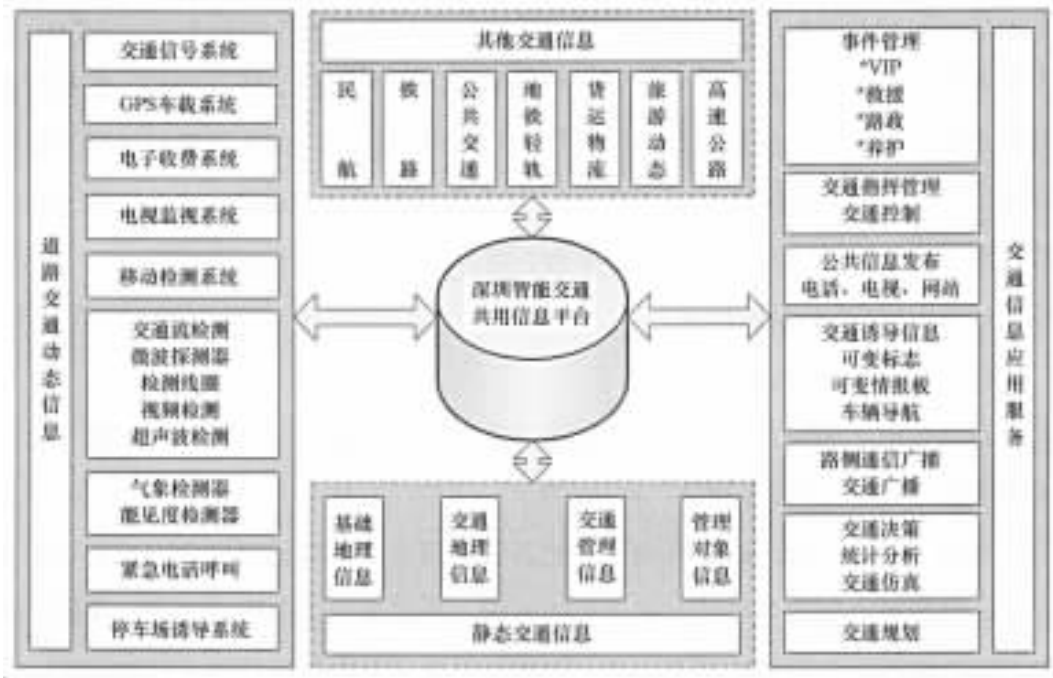 道路交通动态信息
交通信号系统
GPS车载系统
电子收费系统
电视监视系统
移动检测系统
交通流检测
微波探测器
检测线圈
视频检测
超声波检测
气象检测器
能见度检测器
紧急电话呼叫
停车场诱导系统
其他交通信息
民航
铁路
公共交通
地铁轻轨
货运物流
旅游动态
高速公路
深圳智能交通
共用信息平台
基础
地理
信息
交通
地理
信息
交通
管理
信息
管理
对象
信息
静态交通信息
事件管理
*VIP
*救援
*路政
*养护
交通指挥管理
交通控制
公共信息发布
电话、电视、网站
交通诱导信息
可变标志
可变情报板
车辆导航
路侧通信广播
交通广播
交通决策
统计分析
交通仿真
交通规划
交通信息应用服务